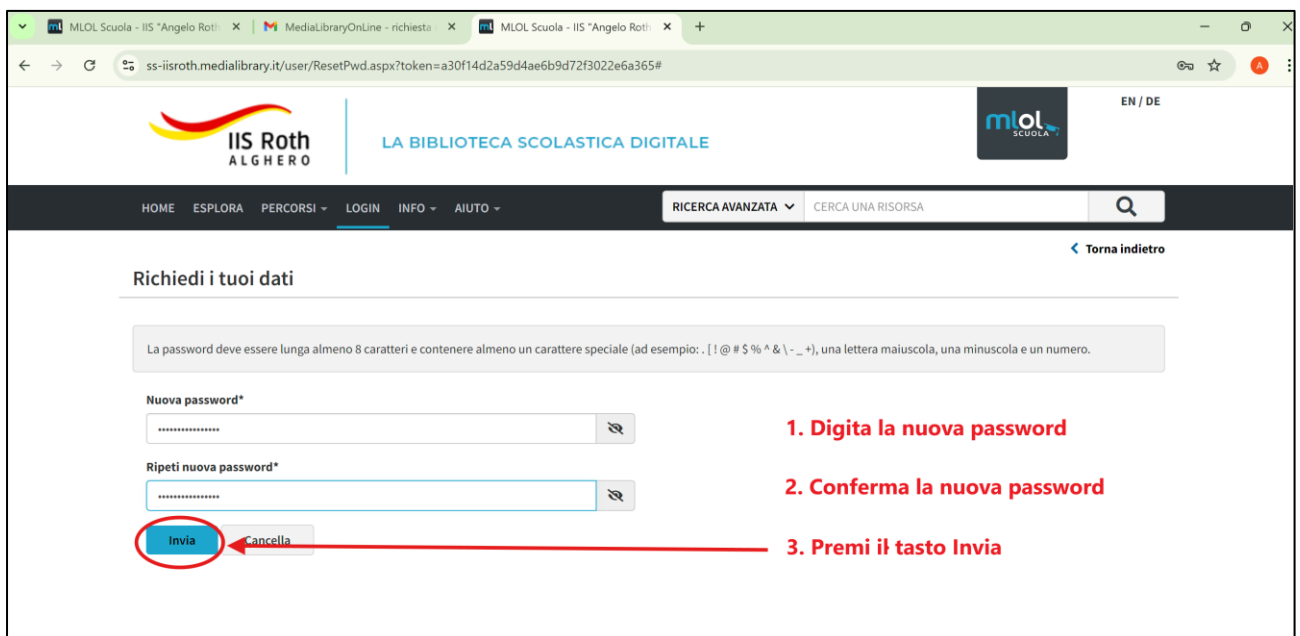 MLOL Scuola - IIS "Angelo Roth
MediaLibraryOnLine - richiesta
MLOL Scuola - IIS "Angelo Roth
ss-iisroth.medialibrary.it/user/ResetPwd.aspx?token=a30f14d2a59d4ae6b9d72f3022e6a365#
A
IIS Roth
ALGHERO
LA BIBLIOTECA SCOLASTICA DIGITALE
mlol
SCUOLA
EN / DE
HOME ESPLORA PERCORSI LOGIN INFO AIUTO
RICERCA AVANZATA CERCA UNA RISORSA
Torna indietro
Richiedi i tuoi dati
La password deve essere lunga almeno 8 caratteri e contenere almeno un carattere speciale (ad esempio: . [ ! @ # $ % ^ & \ - _ +), una lettera maiuscola, una minuscola e un numero.
Nuova password*
1. Digita la nuova password
Ripeti nuova password*
2. Conferma la nuova password
Invia Cancella
3. Premi ił tasto Invia